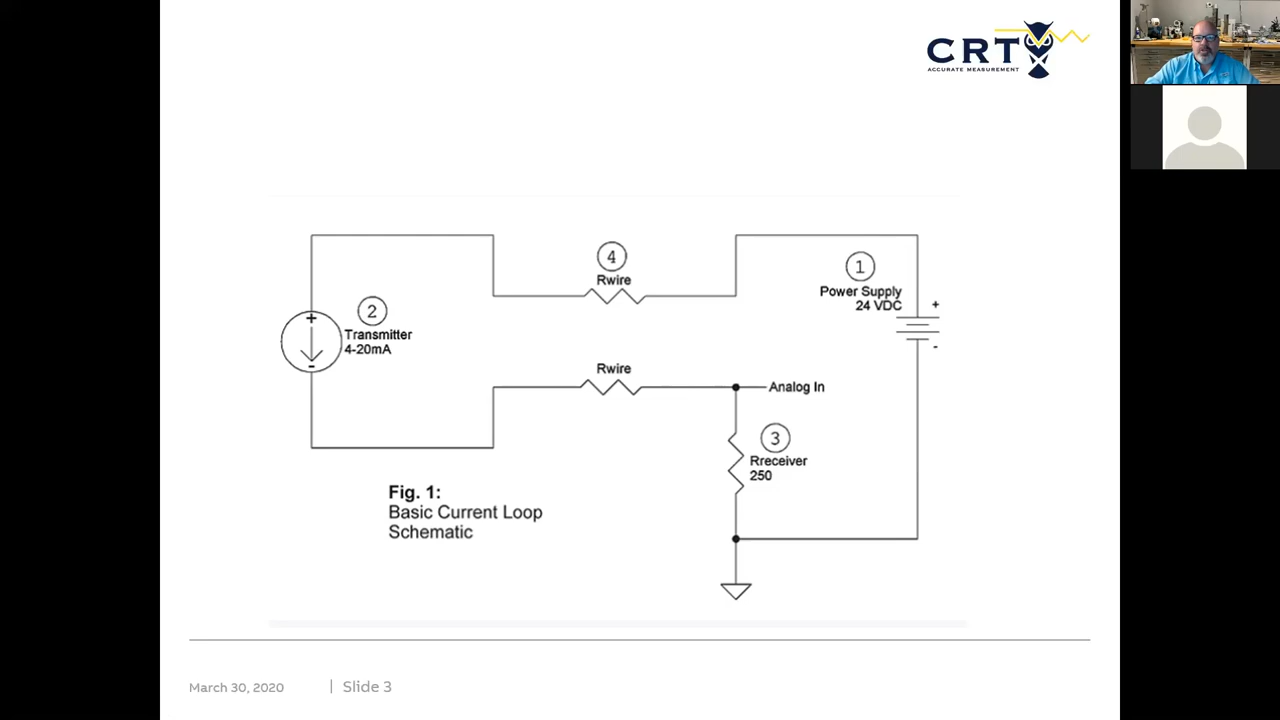 CRT
ACCURATE MEASUREMENT
4
Rwire
1
Power Supply
24 VDC
+
-
2
Transmitter
4-20mA
+
-
Rwire
Analog In
3
Rreceiver
250
Fig. 1:
Basic Current Loop
Schematic
March 30, 2020 | Slide 3